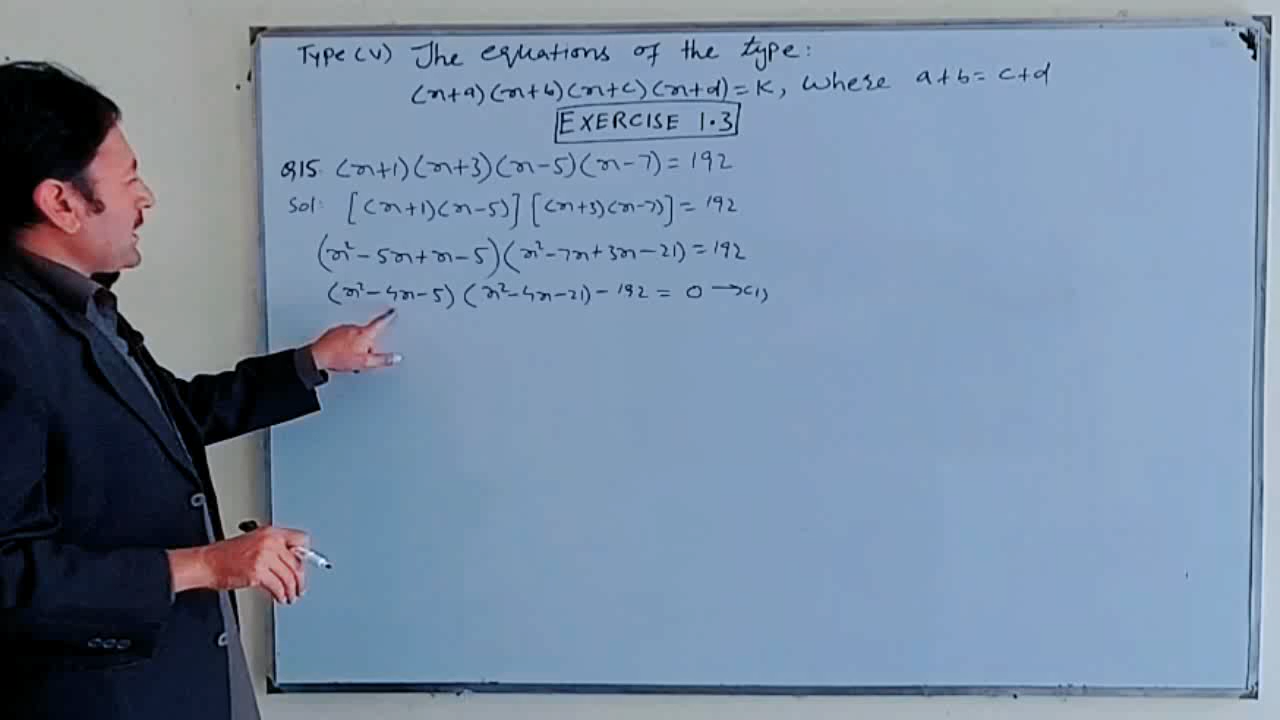 Type (V) The equations of the type:
(x+a)(x+b)(x+c)(x+d)=K, where a+b=c+d
EXERCISE 1.3
Q15. (x+1)(x+3)(x-5)(x-7)=192
Sol: [(x+1)(x-5)][(x+3)(x-7)]=192
(x²-5x+x-5)(x²-7x+3x-21)=192
(x²-4x-5)(x²-4x-21)-192=0→(1)